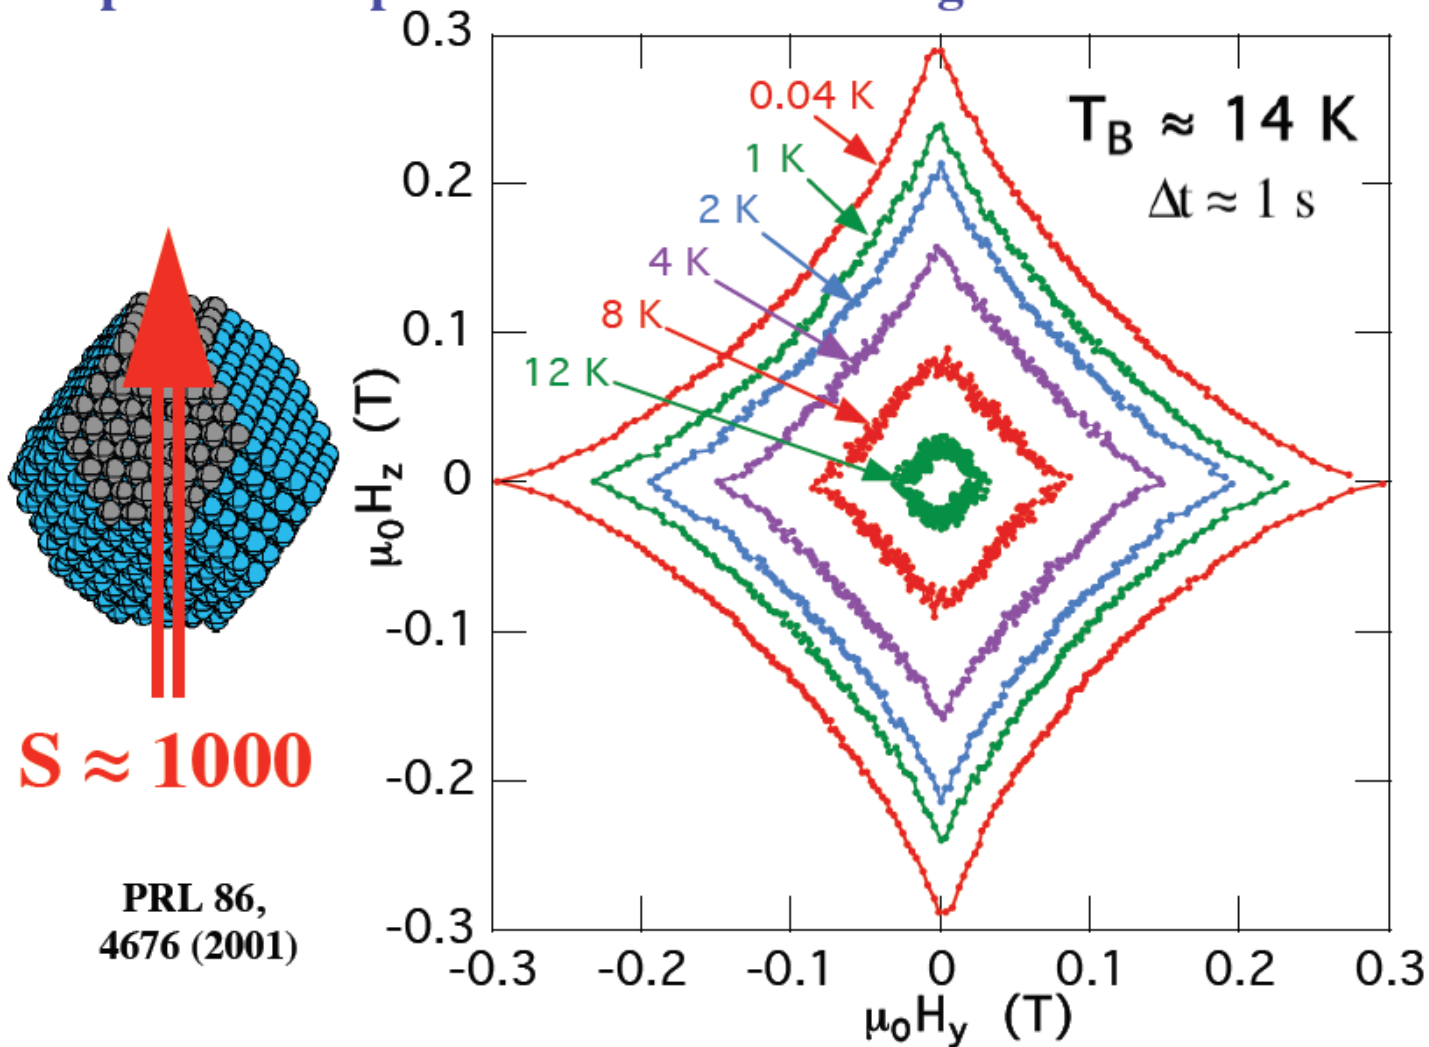 0.3
0.2
0.1
0
-0.1
-0.2
-0.3
μ₀H_z (T)
0.04 K
1 K
2 K
4 K
8 K
12 K
T_B ≈ 14 K
Δt ≈ 1 s
S ≈ 1000
PRL 86,
4676 (2001)
-0.3 -0.2 -0.1 0 0.1 0.2 0.3
μ₀H_y (T)